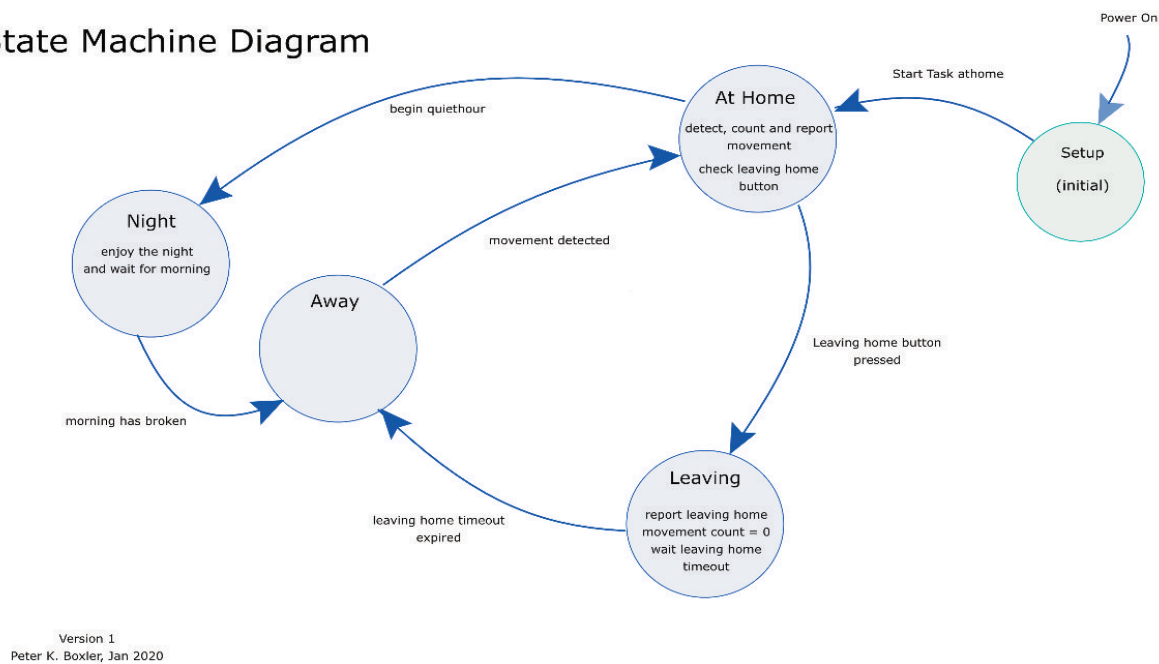 tate Machine Diagram
Power On
Start Task athome
At Home
detect, count and report
movement
check leaving home
button
Setup
(initial)
begin quiethour
Night
enjoy the night
and wait for morning
movement detected
Away
Leaving home button
pressed
morning has broken
Leaving
report leaving home
movement count = 0
wait leaving home
timeout
leaving home timeout
expired
Version 1
Peter K. Boxler, Jan 2020